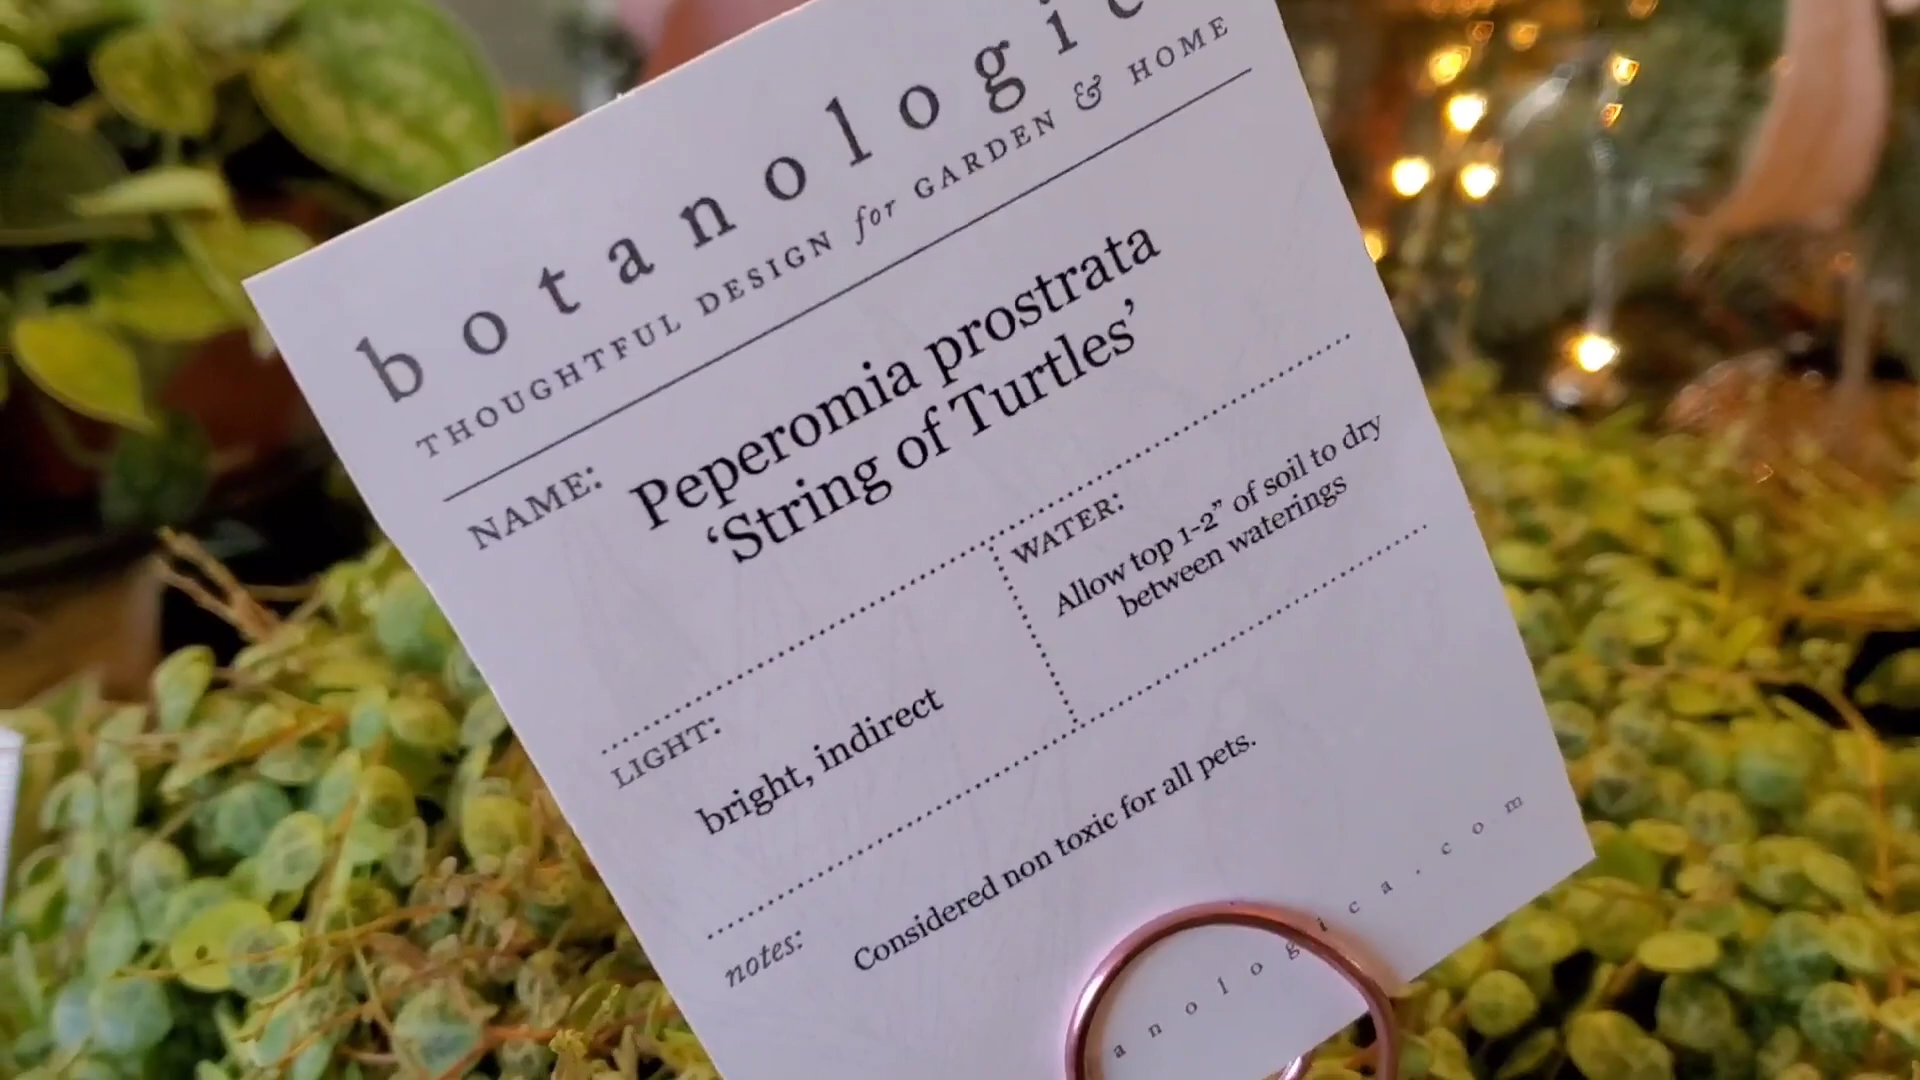 botanologic
THOUGHTFUL DESIGN for GARDEN & HOME
NAME:
Peperomia prostrata
‘String of Turtles’
LIGHT:
bright, indirect
WATER:
Allow top 1-2” of soil to dry
between waterings
notes:
Considered non toxic for all pets.
anologica.com